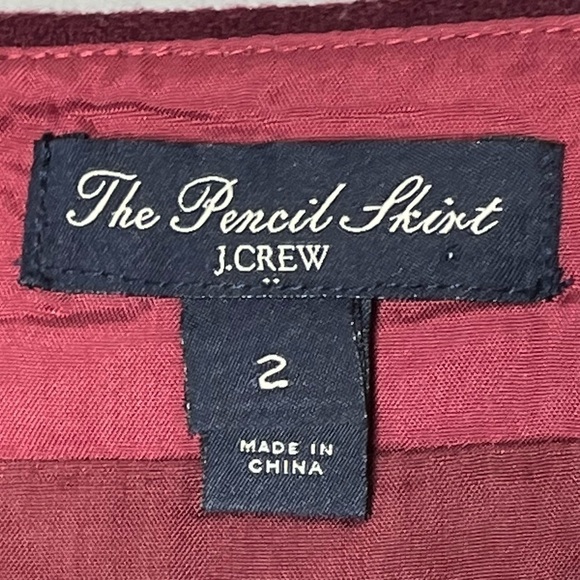 The Pencil Skirt
J.CREW
2
MADE IN
CHINA